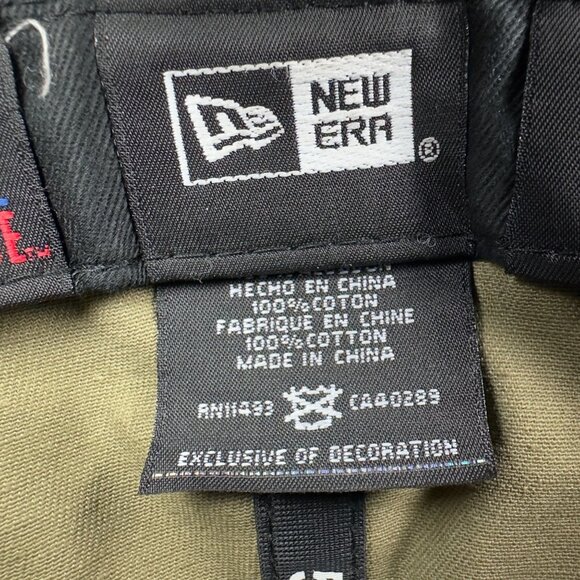 NEW
ERA®
HECHO EN CHINA
100% COTON
FABRIQUE EN CHINE
100% COTTON
MADE IN CHINA
RN11493 CA40289
EXCLUSIVE OF DECORATION